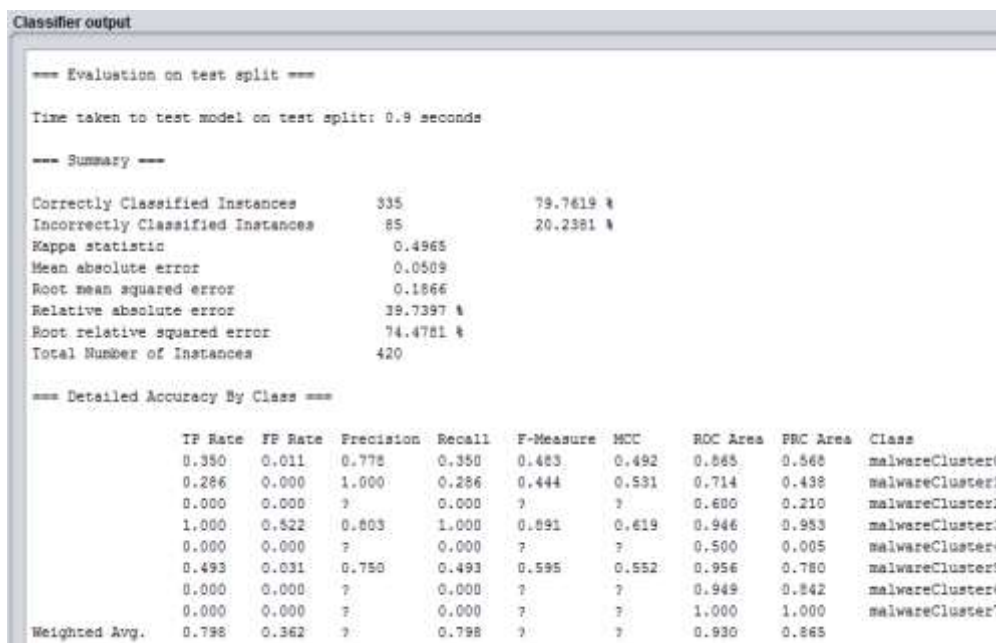 Classifier output
=== Evaluation on test split ===
Time taken to test model on test split: 0.9 seconds
=== Summary ===
Correctly Classified Instances 335 79.7619 %
Incorrectly Classified Instances 85 20.2381 %
Kappa statistic 0.4965
Mean absolute error 0.0509
Root mean squared error 0.1866
Relative absolute error 39.7397 %
Root relative squared error 74.4781 %
Total Number of Instances 420
=== Detailed Accuracy By Class ===
TP Rate FP Rate Precision Recall F-Measure MCC ROC Area PRC Area Class
0.350 0.011 0.778 0.350 0.483 0.492 0.865 0.568
0.286 0.000 1.000 0.286 0.444 0.531 0.714 0.438
0.000 0.000 ? 0.000 ? ? 0.600 0.210
1.000 0.522 0.803 1.000 0.891 0.619 0.946 0.953
0.000 0.000 ? 0.000 ? ? 0.500 0.005
0.493 0.031 0.750 0.493 0.595 0.552 0.956 0.780
0.000 0.000 ? 0.000 ? ? 0.949 0.842
0.000 0.000 ? 0.000 ? ? 1.000 1.000
Weighted Avg. 0.798 0.362 ? 0.798 ? ? 0.930 0.865